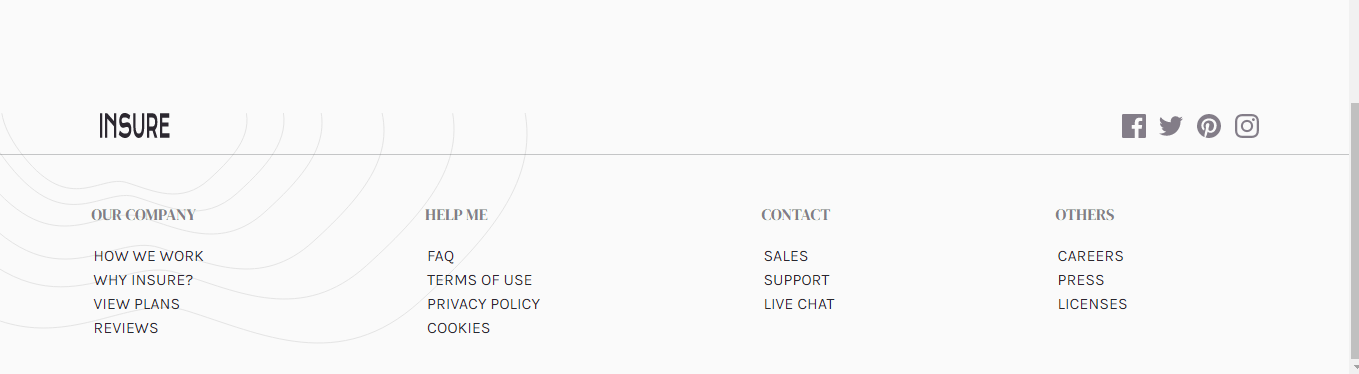 INSURE
OUR COMPANY
HOW WE WORK
WHY INSURE?
VIEW PLANS
REVIEWS
HELP ME
FAQ
TERMS OF USE
PRIVACY POLICY
COOKIES
CONTACT
SALES
SUPPORT
LIVE CHAT
OTHERS
CAREERS
PRESS
LICENSES